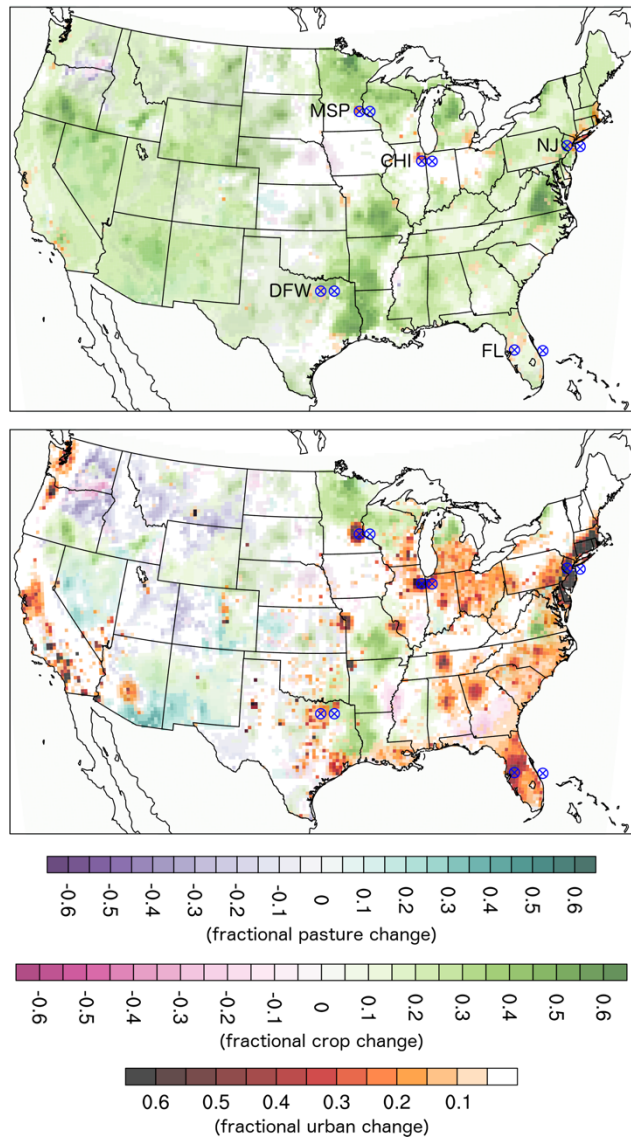 MSP
CHI
NJ
DFW
FL
-0.6 -0.5 -0.4 -0.3 -0.2 -0.1 0 0.1 0.2 0.3 0.4 0.5 0.6
(fractional pasture change)
-0.6 -0.5 -0.4 -0.3 -0.2 -0.1 0 0.1 0.2 0.3 0.4 0.5 0.6
(fractional crop change)
0.6 0.5 0.4 0.3 0.2 0.1
(fractional urban change)